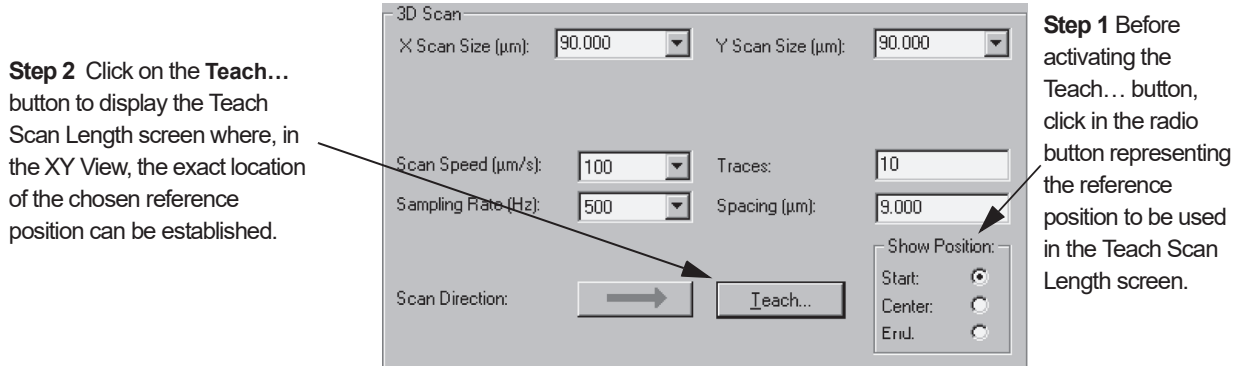 Step 2 Click on the Teach…
button to display the Teach
Scan Length screen where, in
the XY View, the exact location
of the chosen reference
position can be established.
3D Scan
X Scan Size (µm): 90.000 Y Scan Size (µm): 90.000
Scan Speed (µm/s): 100 Traces: 10
Sampling Rate (Hz): 500 Spacing (µm): 9.000
Show Position:
Start:
Center:
End:
Scan Direction: Teach...
Step 1 Before
activating the
Teach… button,
click in the radio
button representing
the reference
position to be used
in the Teach Scan
Length screen.